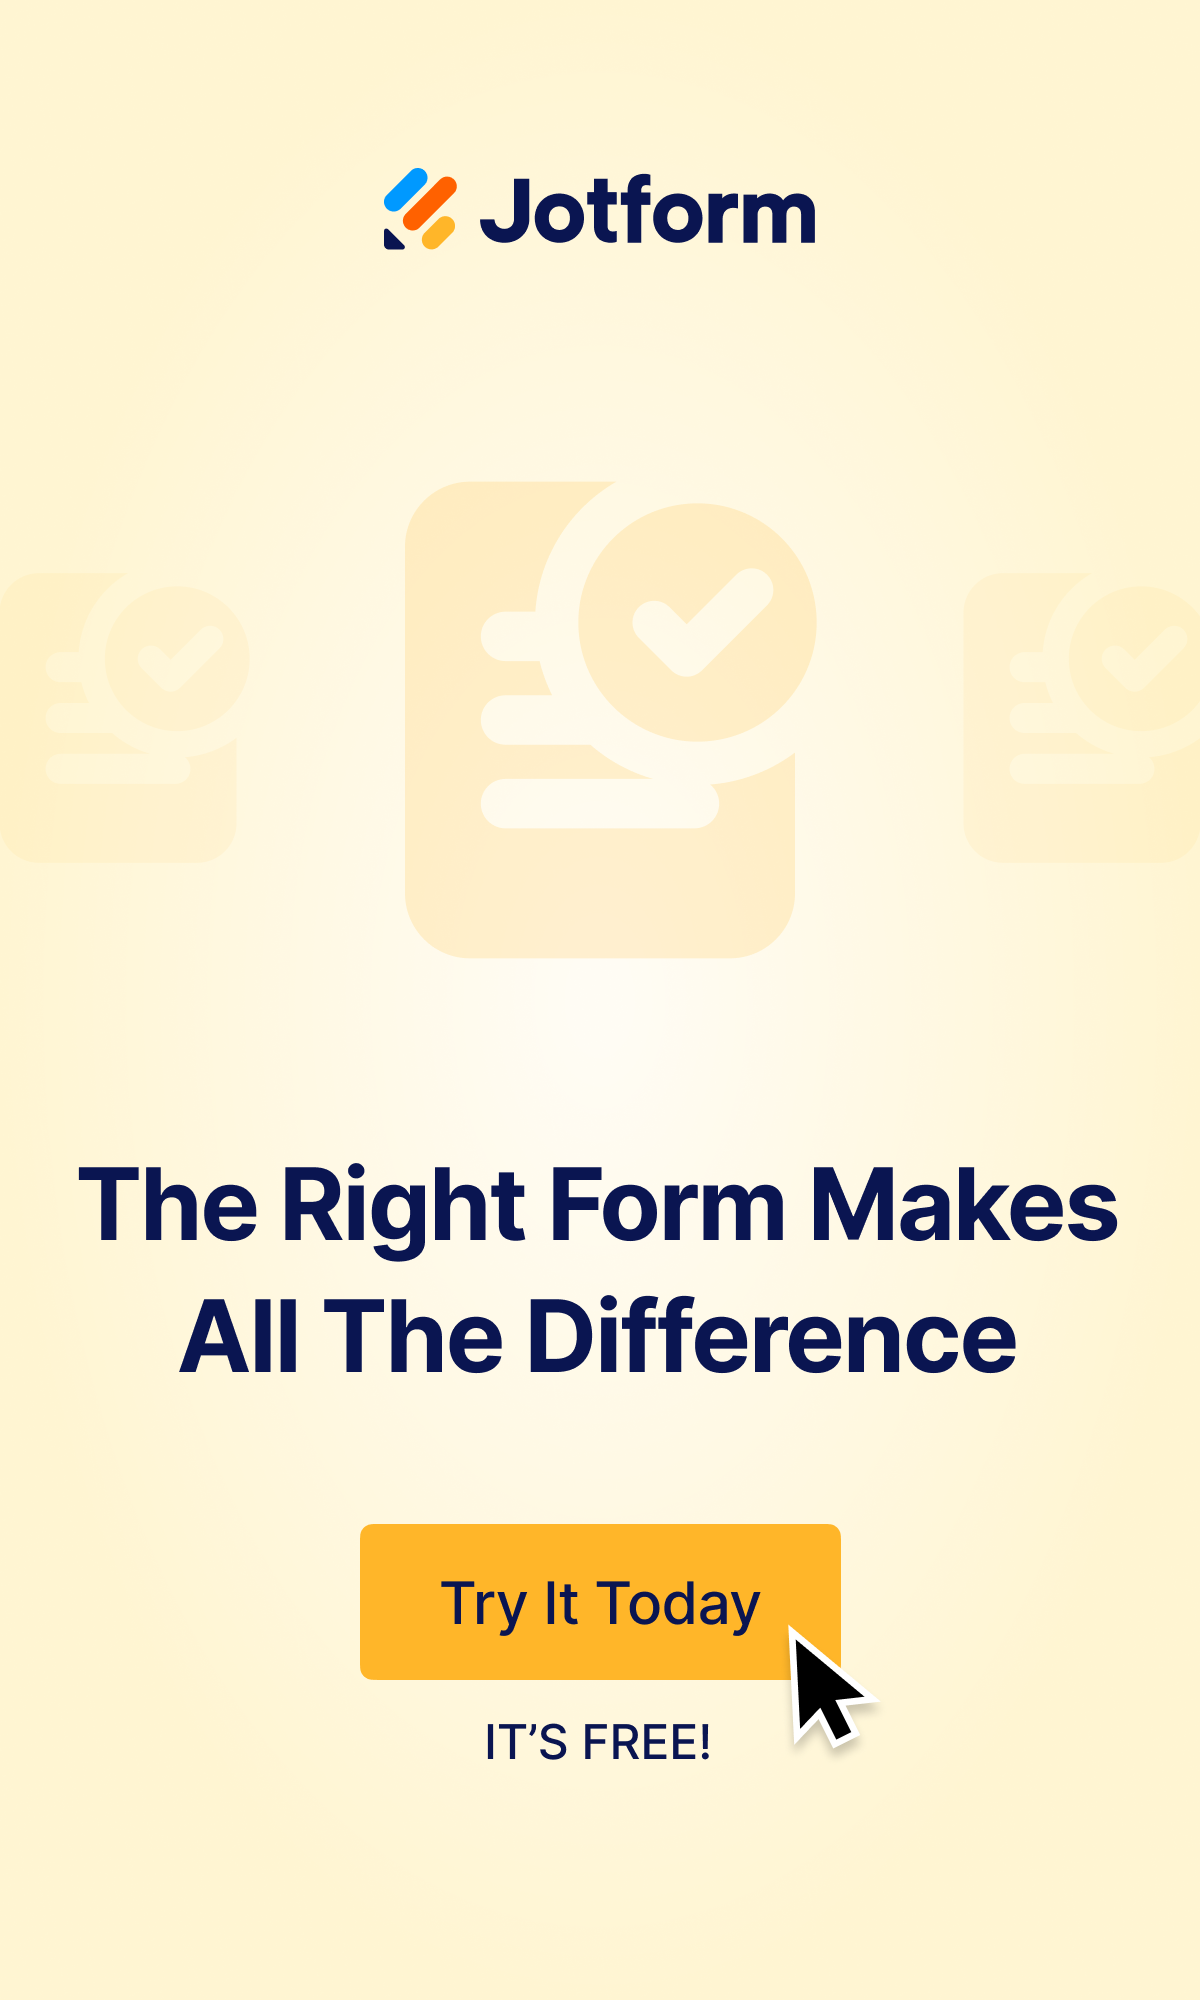 Jotform
The Right Form Makes
All The Difference
Try It Today
IT’S FREE!